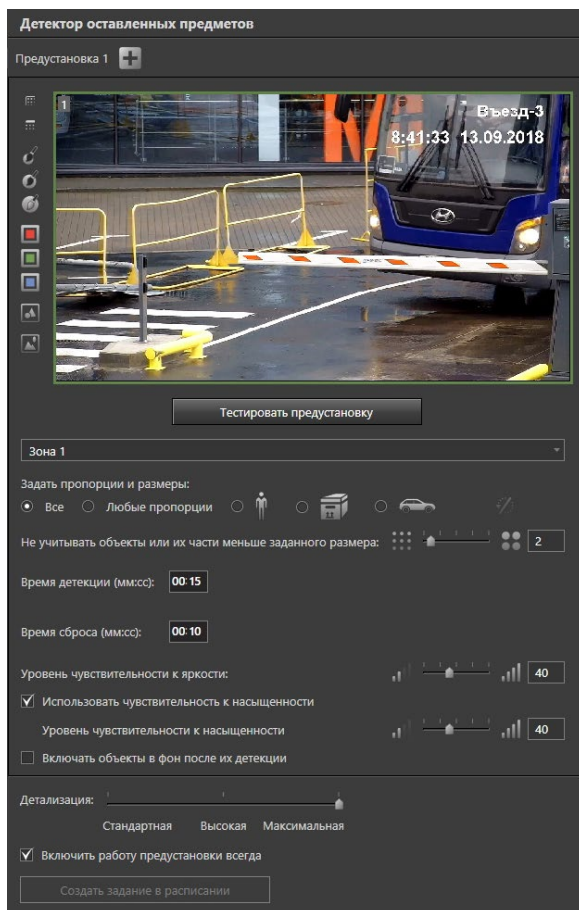 Детектор оставленных предметов
Предустановка 1
1
Въезд-3
8:41:33 13.09.2018
Тестировать предустановку
Зона 1
Задать пропорции и размеры:
Все Любые пропорции
Не учитывать объекты или их части меньше заданного размера: 2
Время детекции (мм:сс): 00:15
Время сброса (мм:сс): 00:10
Уровень чувствительности к яркости: 40
Использовать чувствительность к насыщенности
Уровень чувствительности к насыщенности 40
Включать объекты в фон после их детекции
Детализация:
Стандартная Высокая Максимальная
Включить работу предустановки всегда
Создать задание в расписании